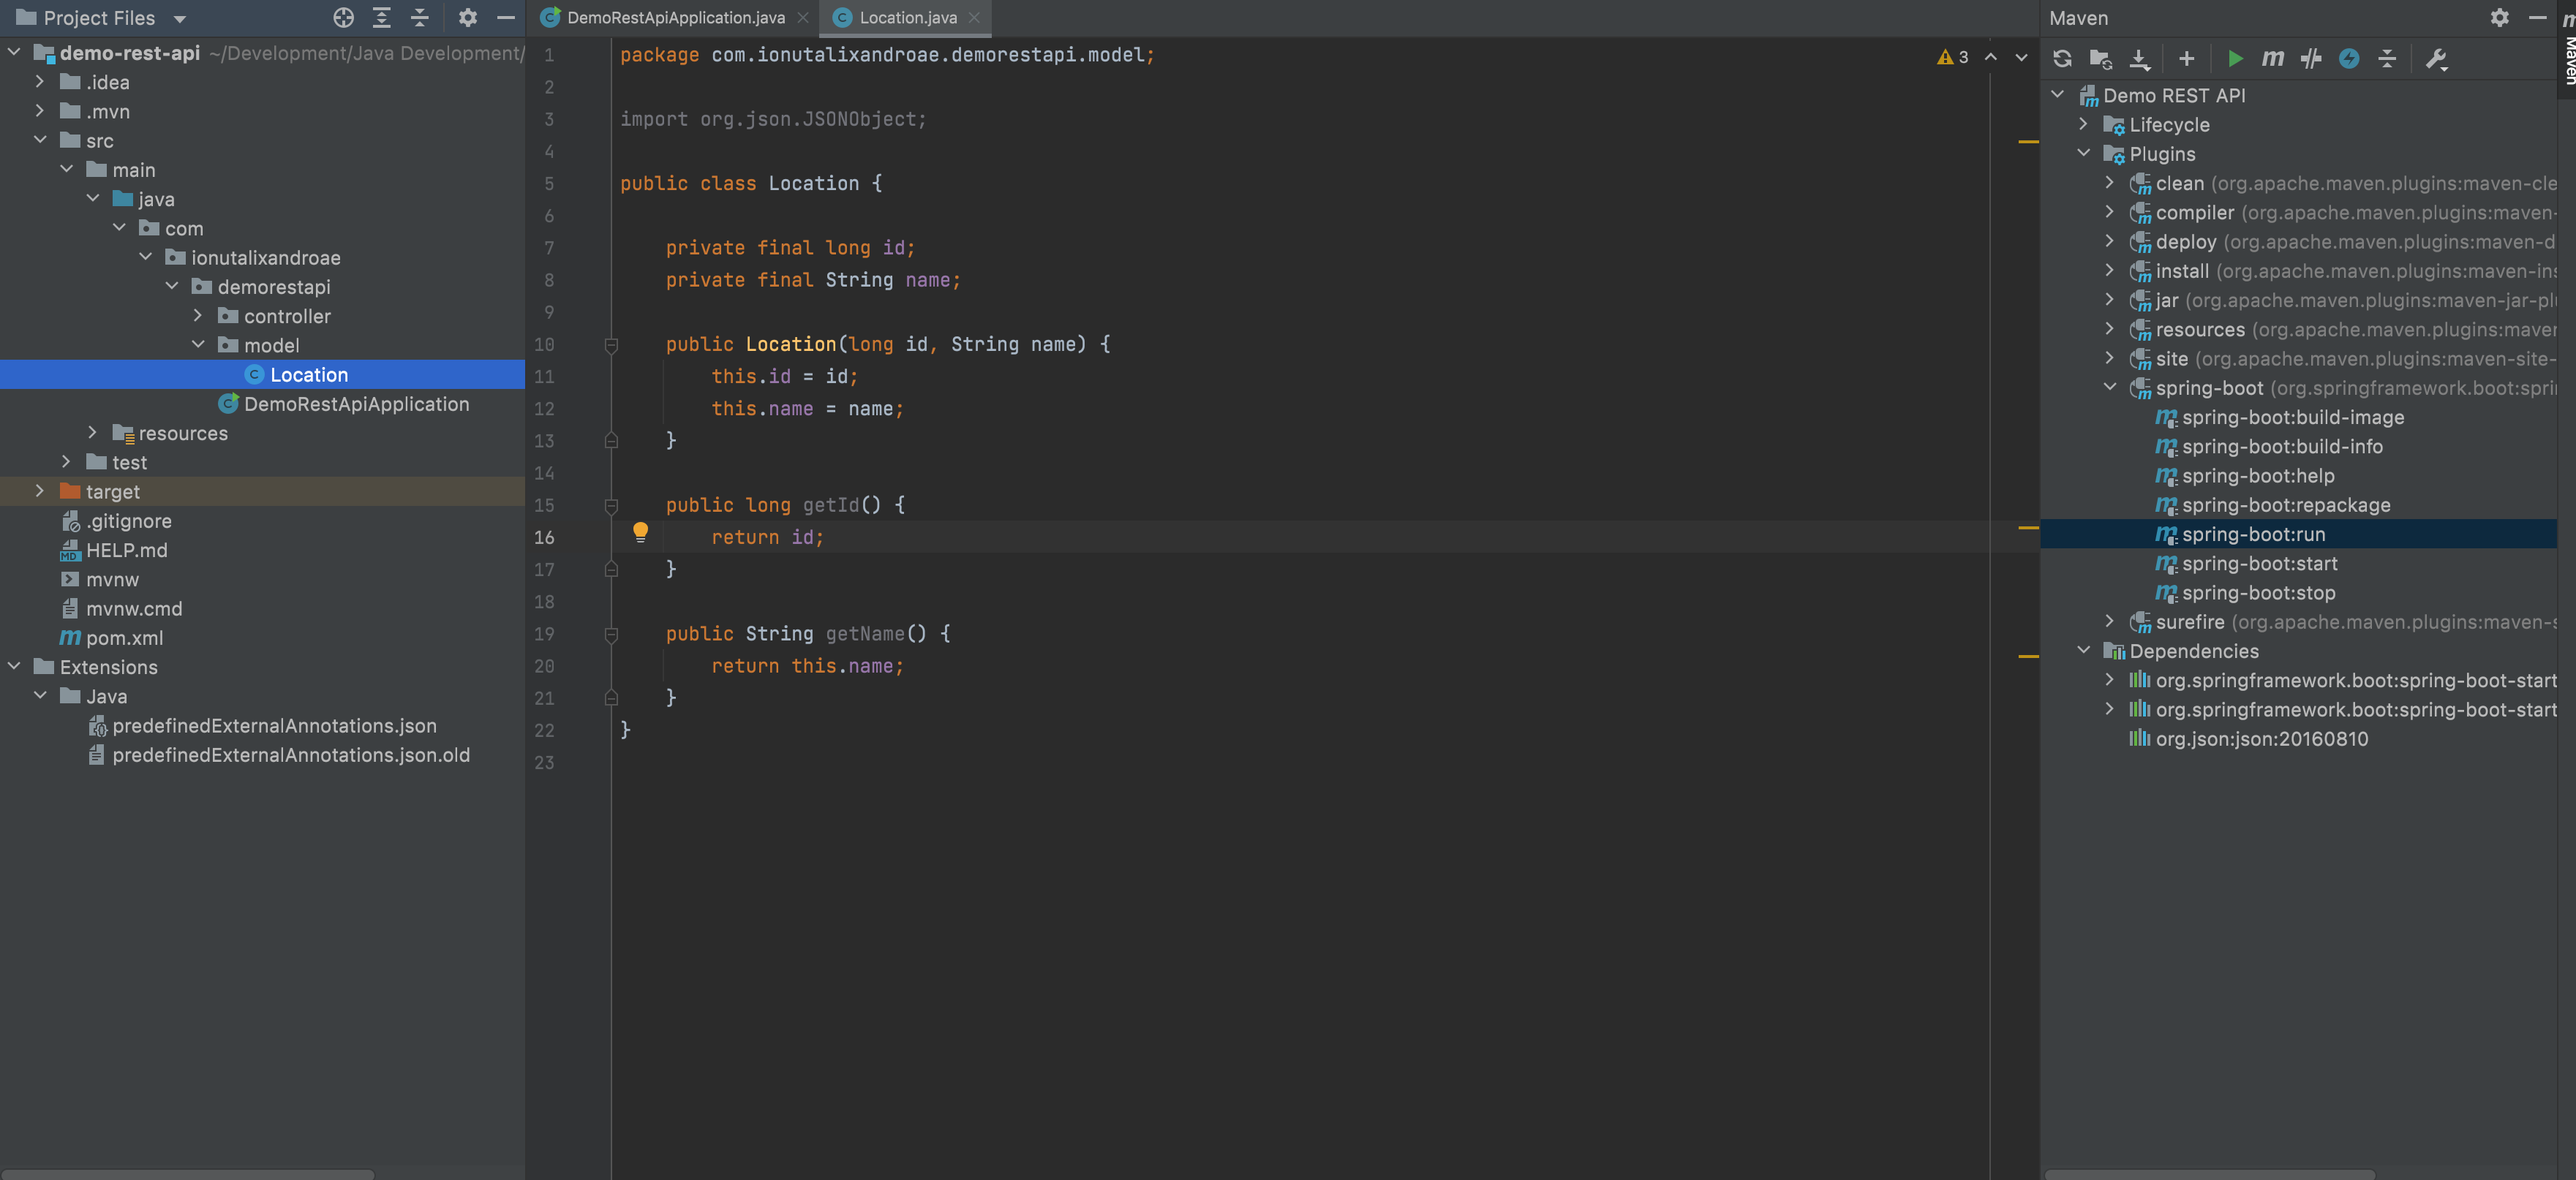 Project Files
demo-rest-api ~/Development/Java Development/
.idea
.mvn
src
main
java
com
ionutalixandroae
demorestapi
controller
model
Location
DemoRestApiApplication
resources
test
target
.gitignore
HELP.md
mvnw
mvnw.cmd
pom.xml
Extensions
Java
predefinedExternalAnnotations.json
predefinedExternalAnnotations.json.old
DemoRestApiApplication.java
Location.java
3
1 package com.ionutalixandroae.demorestapi.model;
2
3 import org.json.JSONObject;
4
5 public class Location {
6
7 private final long id;
8 private final String name;
9
10 public Location(long id, String name) {
11 this.id = id;
12 this.name = name;
13 }
14
15 public long getId() {
16 return id;
17 }
18
19 public String getName() {
20 return this.name;
21 }
22 }
23
Maven
Demo REST API
Lifecycle
Plugins
clean (org.apache.maven.plugins:maven-cle
compiler (org.apache.maven.plugins:maven-
deploy (org.apache.maven.plugins:maven-d
install (org.apache.maven.plugins:maven-ins
jar (org.apache.maven.plugins:maven-jar-pl
resources (org.apache.maven.plugins:maver
site (org.apache.maven.plugins:maven-site-
spring-boot (org.springframework.boot:spri
spring-boot:build-image
spring-boot:build-info
spring-boot:help
spring-boot:repackage
spring-boot:run
spring-boot:start
spring-boot:stop
surefire (org.apache.maven.plugins:maven-s
Dependencies
org.springframework.boot:spring-boot-start
org.springframework.boot:spring-boot-start
org.json:json:20160810
Maven